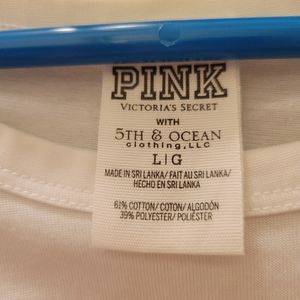 PINK
VICTORIA'S SECRET
WITH
5TH & OCEAN
clothing, LLC
L|G
MADE IN SRI LANKA/ FAIT AU SRI LANKA/
HECHO EN SRI LANKA
61% COTTON/ COTON/ ALGODÓN
39% POLYESTER/ POLIÉSTER